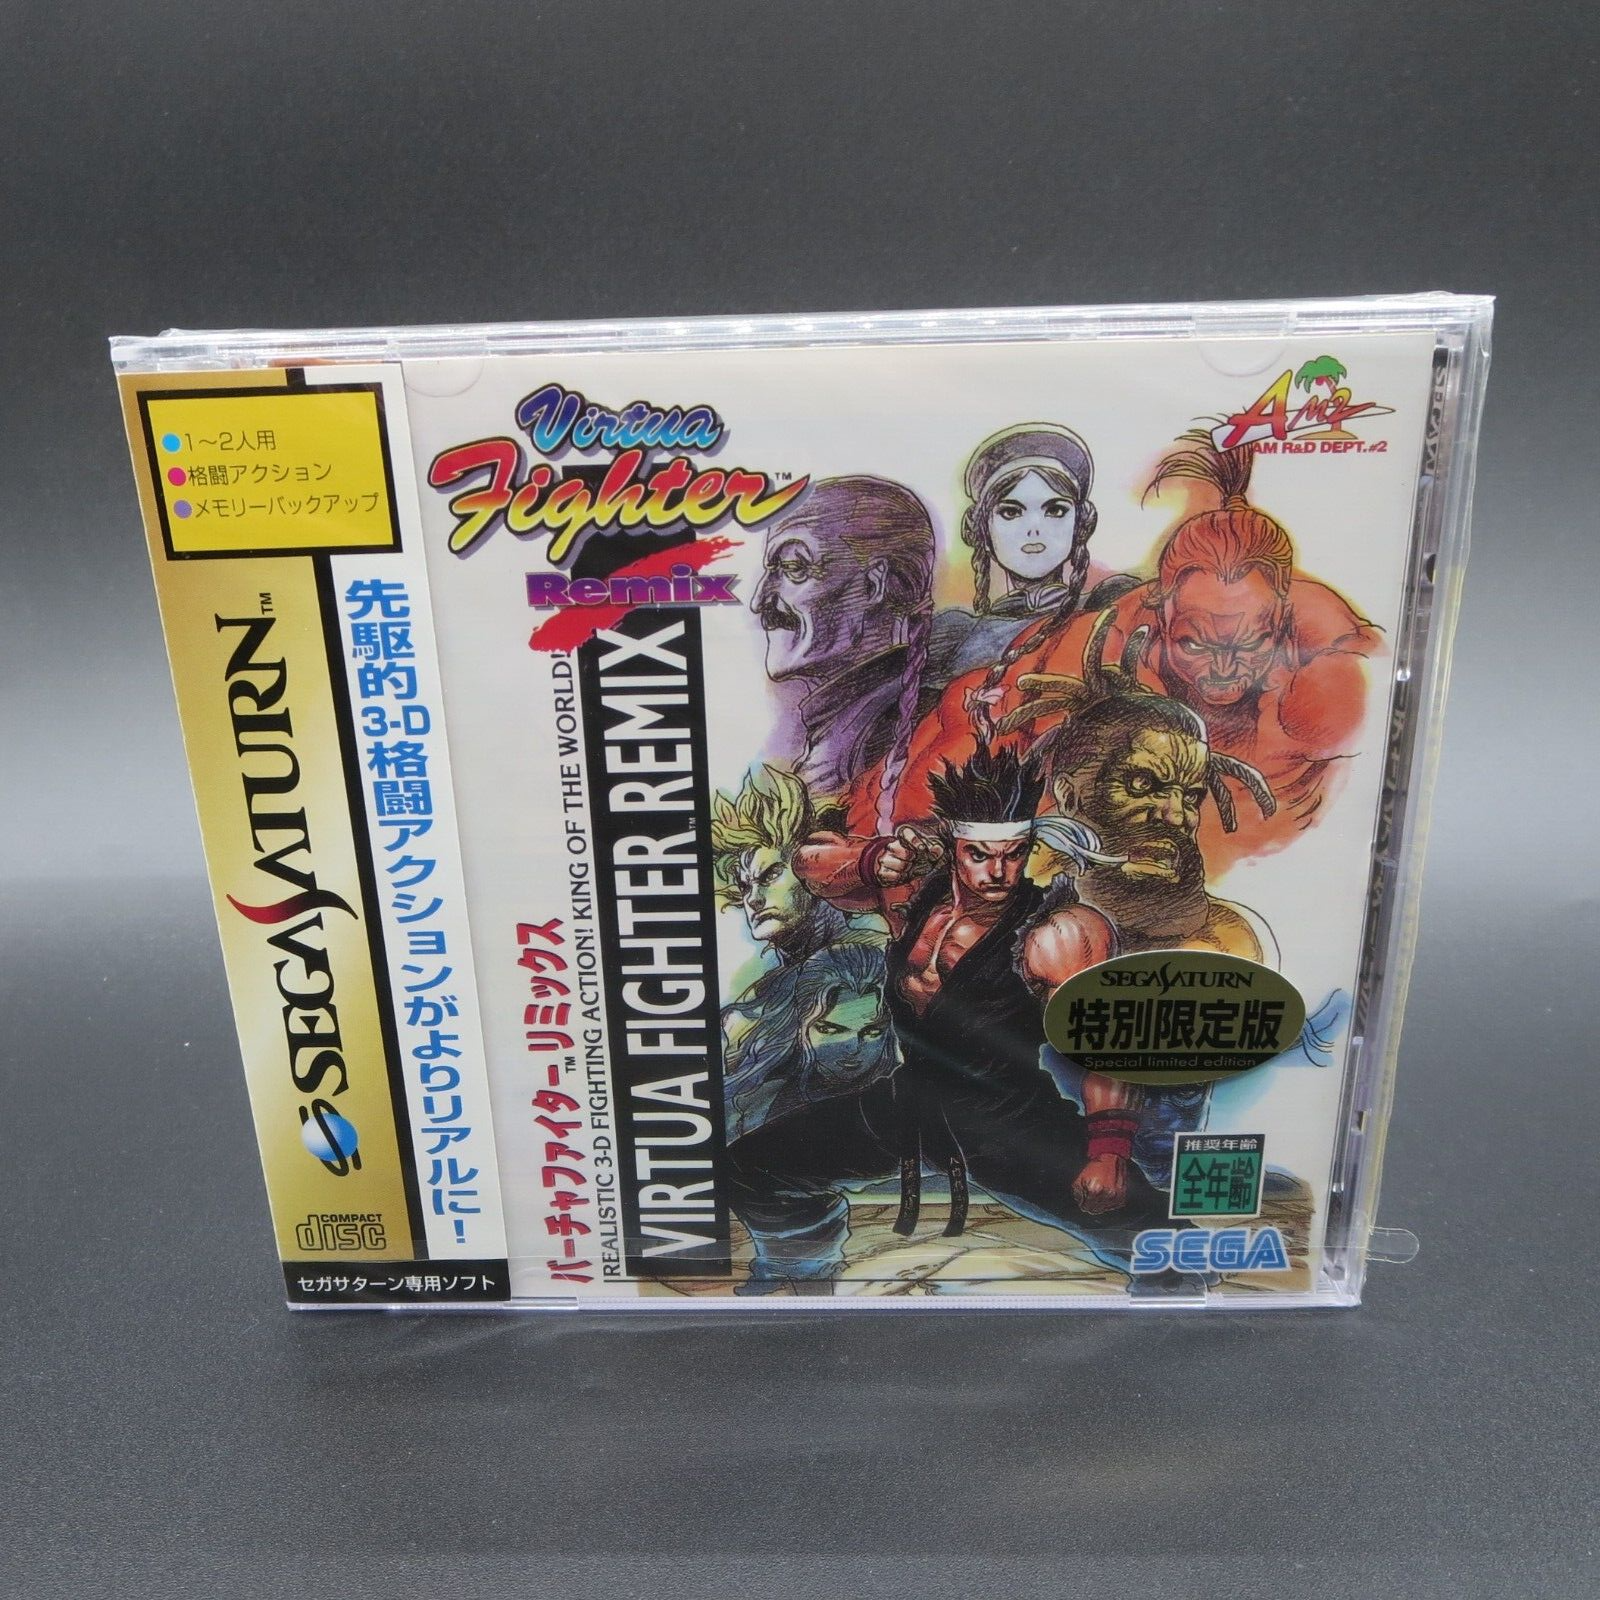 ●1～2人用
●格闘アクション
●メモリーバックアップ
SEGA SATURN™
先駆的3-D格闘アクションがよりリアルに!
COMPACT
disc
セガサターン専用ソフト
Virtua
Fighter™
Remix
バーチャファイター™ リミックス
REALISTIC 3-D FIGHTING ACTION! KING OF THE WORLD!
VIRTUA FIGHTER™ REMIX
AM2
AM R&D DEPT.#2
SEGA SATURN
特別限定版
Special limited edition
推奨年齢
全年齢
SEGA